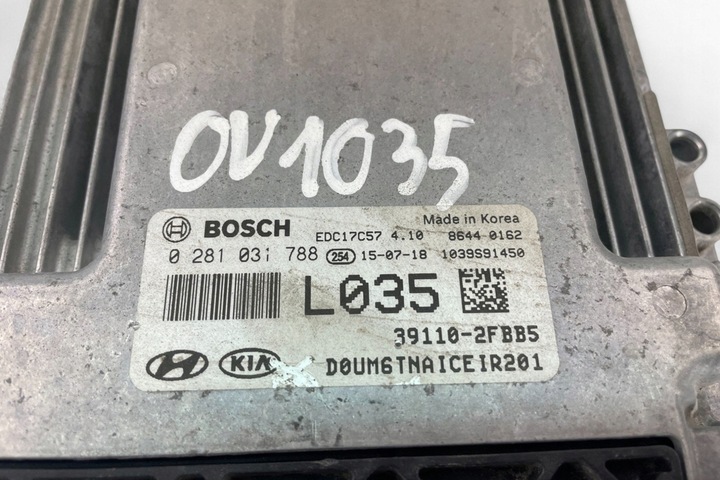 OV1035
BOSCH EDC17C57 4.10 Made in Korea 8644 0162
0 281 031 788 254 15-07-18 1039S91450
L035
39110-2FBB5
KIA D0UM6TNAICEIR201